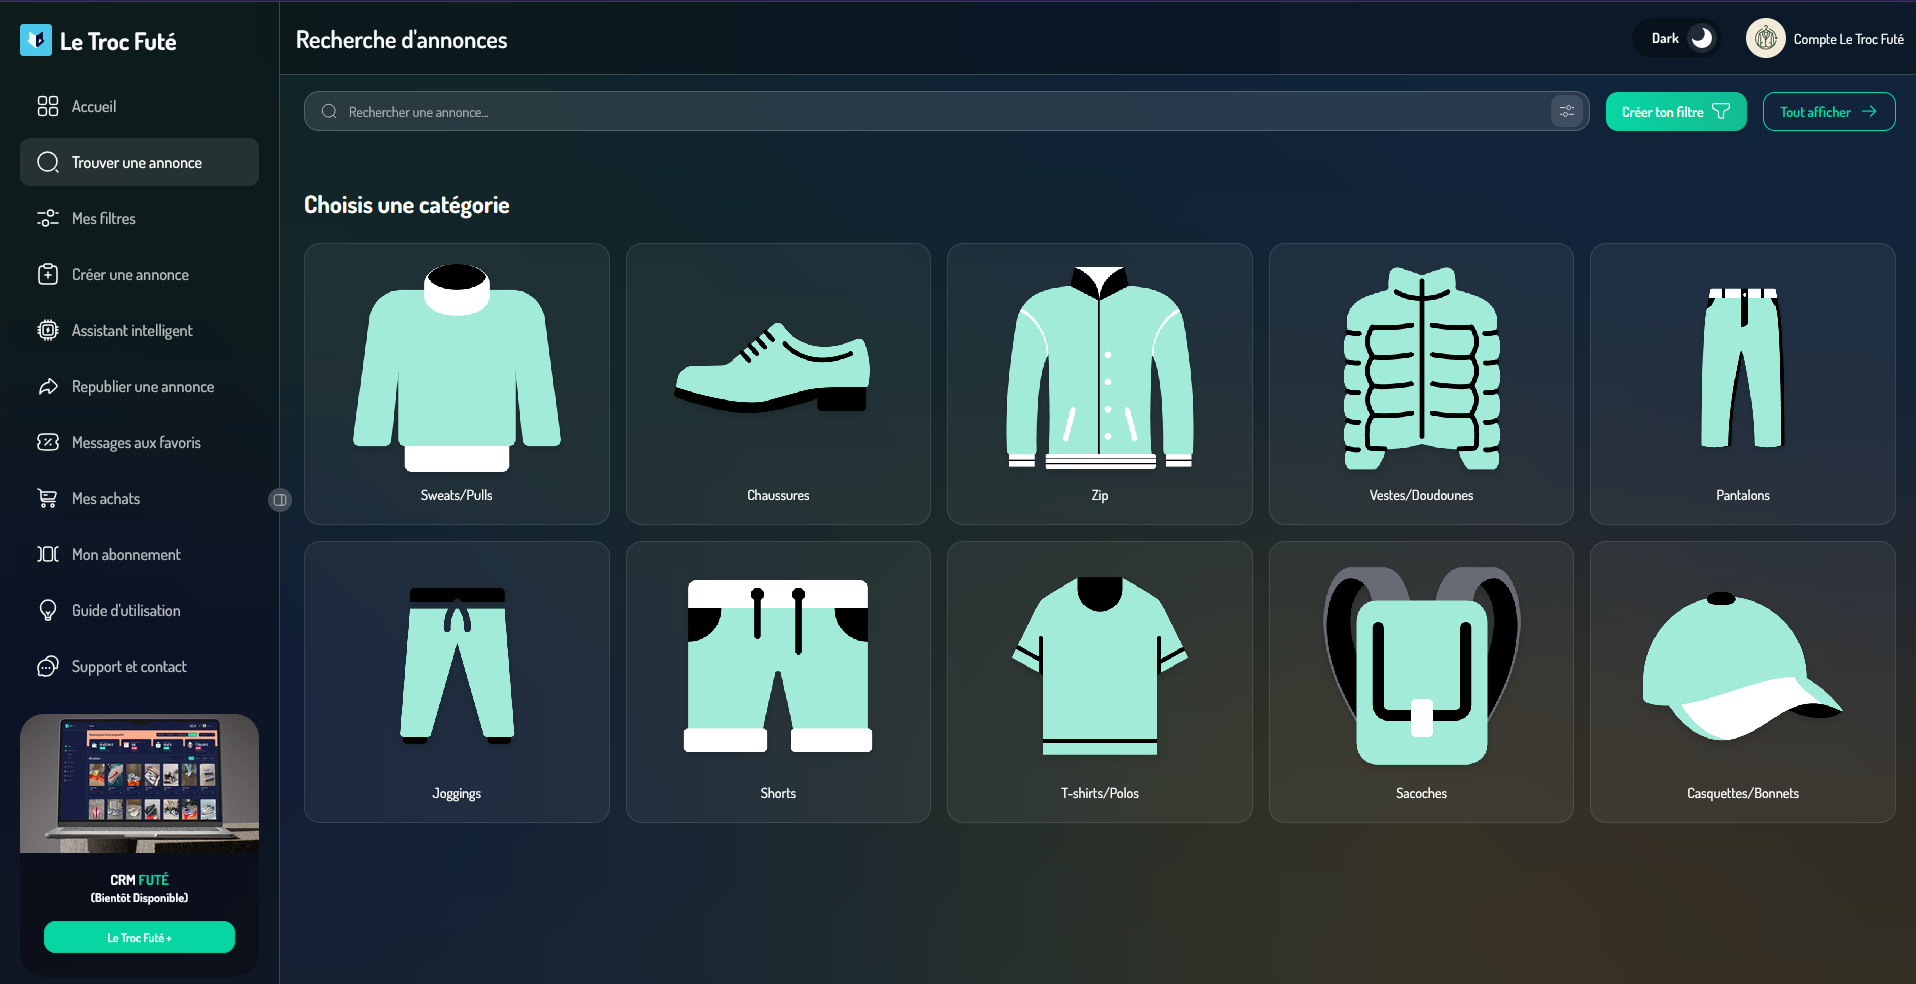 Le Troc Futé
Recherche d'annonces
Dark
Compte Le Troc Futé
Accueil
Trouver une annonce
Mes filtres
Créer une annonce
Assistant intelligent
Republier une annonce
Messages aux favoris
Mes achats
Mon abonnement
Guide d'utilisation
Support et contact
CRM FUTÉ
(Bientôt Disponible)
Le Troc Futé +
Rechercher une annonce...
Créer ton filtre
Tout afficher
Choisis une catégorie
Sweats/Pulls
Chaussures
Zip
Vestes/Doudounes
Pantalons
Joggings
Shorts
T-shirts/Polos
Sacoches
Casquettes/Bonnets